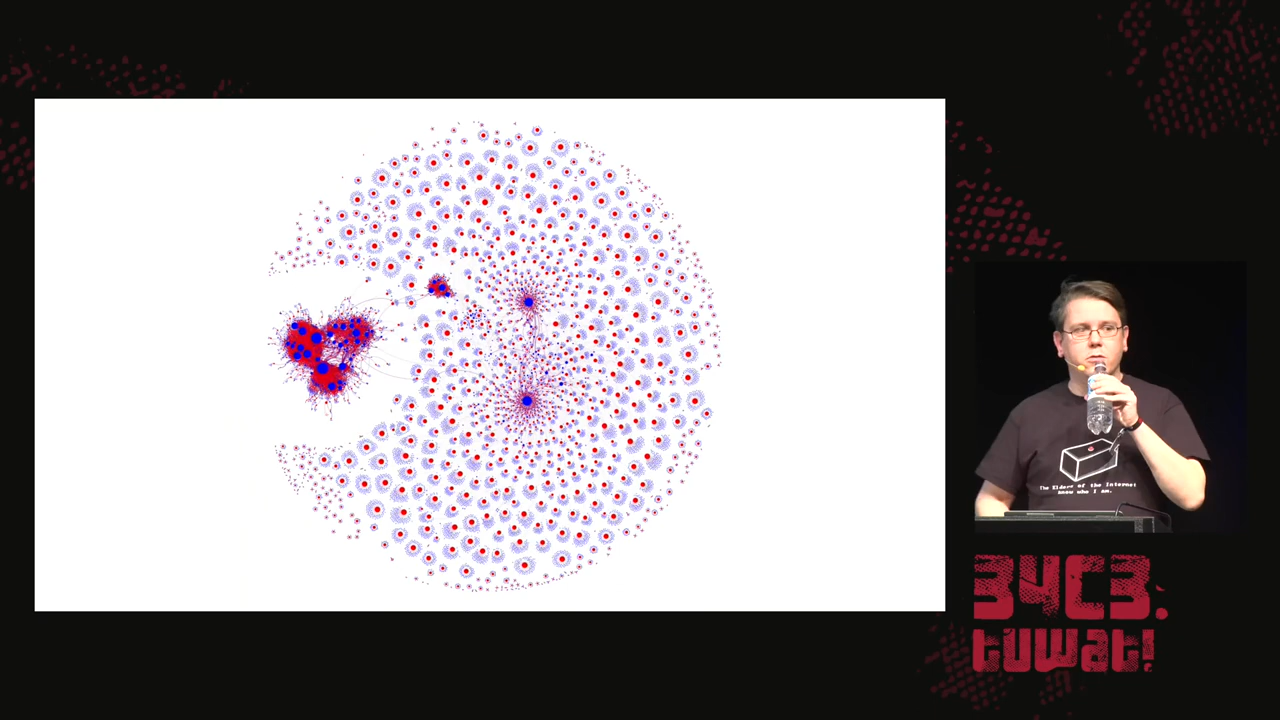 The Elders of the Internet
know who I am.
34C3.
tuwat!